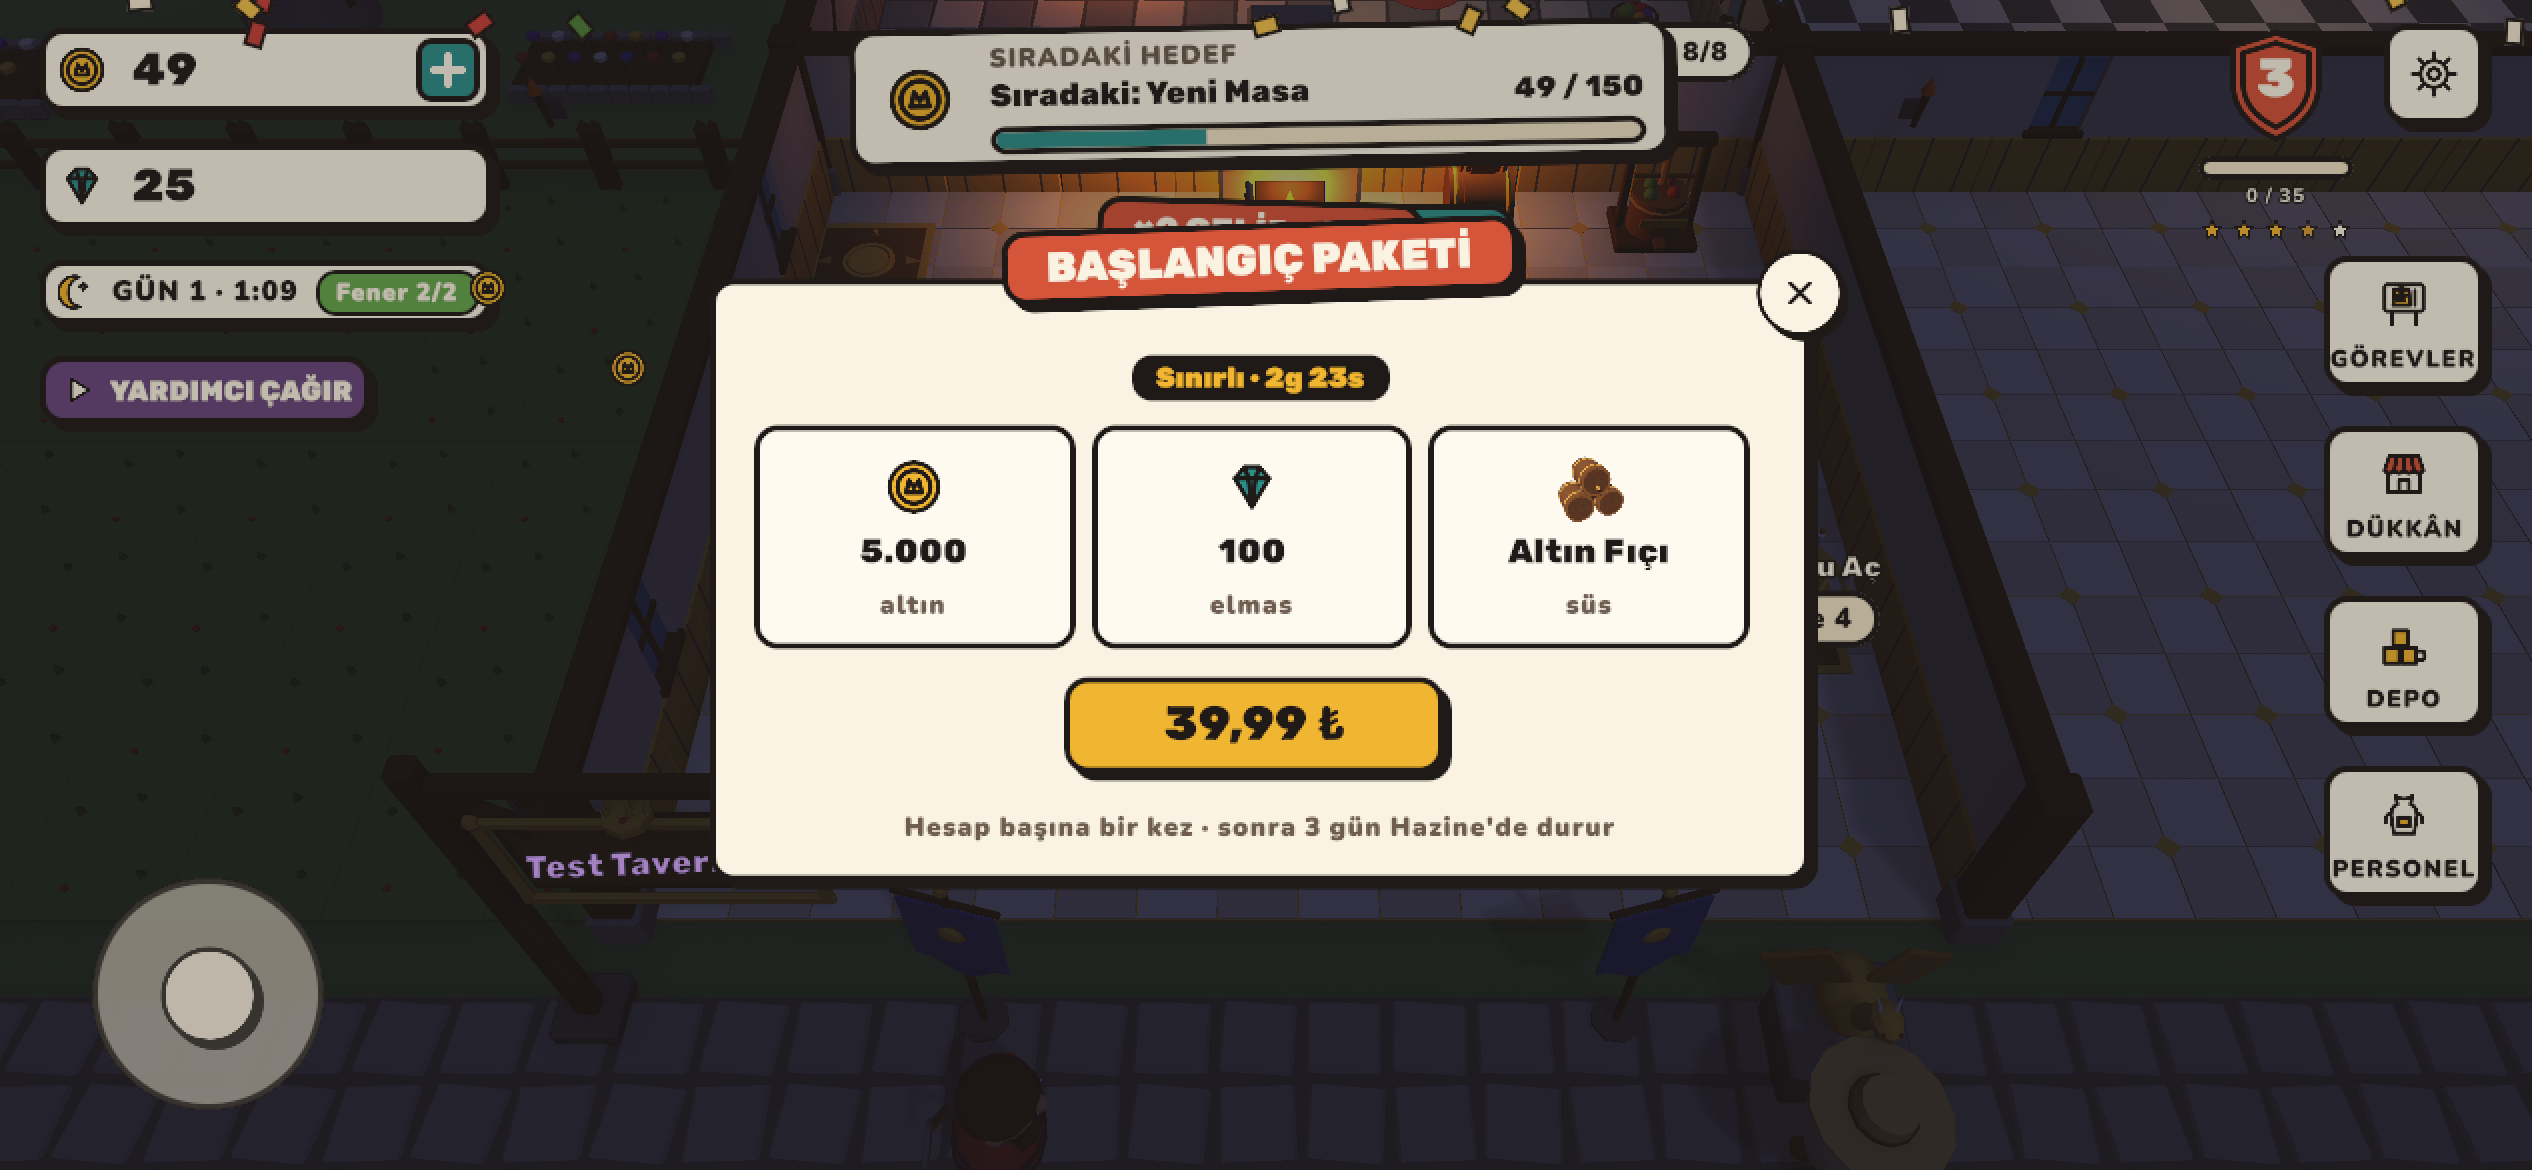 49
SIRADAKİ HEDEF
Sıradaki: Yeni Masa
49 / 150
8/8
3
25
0 / 35
GÜN 1 · 1:09
Fener 2/2
YARDIMCI ÇAĞIR
BAŞLANGIÇ PAKETİ
Sınırlı • 2g 23s
5.000
altın
100
elmas
Altın Fıçı
süs
39,99 ₺
Hesap başına bir kez · sonra 3 gün Hazine'de durur
GÖREVLER
DÜKKÂN
DEPO
PERSONEL
u Aç
e 4
Test Taver